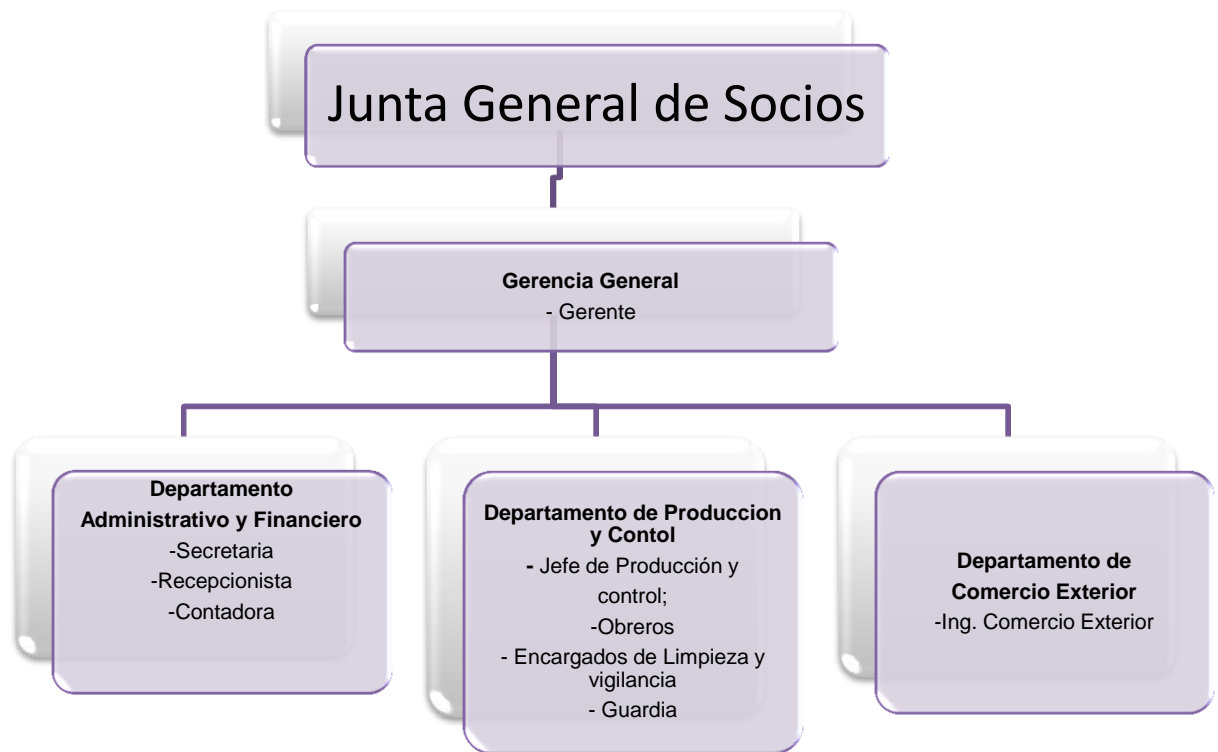 Junta General de Socios
Gerencia General
- Gerente
Departamento
Administrativo y Financiero
-Secretaria
-Recepcionista
-Contadora
Departamento de Produccion
y Contol
- Jefe de Producción y
control;
-Obreros
- Encargados de Limpieza y
vigilancia
- Guardia
Departamento de
Comercio Exterior
-Ing. Comercio Exterior